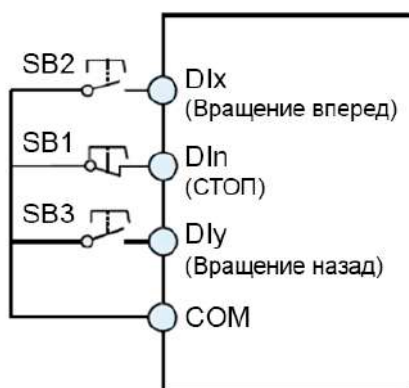 SB2
DIx
(Вращение вперед)
SB1
DIn
(СТОП)
SB3
DIy
(Вращение назад)
COM